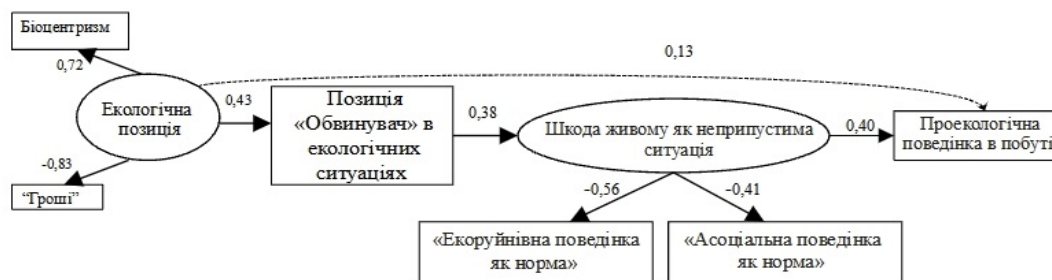 Біоцентризм
0,72
Екологічна
позиція
-0,83
“Гроші”
0,43
Позиція
«Обвинувач» в
екологічних
ситуаціях
0,38
0,13
Шкода живому як неприпустима
ситуація
0,40
Проекологічна
поведінка в побуті
-0,56
-0,41
«Екоруйнівна поведінка
як норма»
«Асоціальна поведінка
як норма»